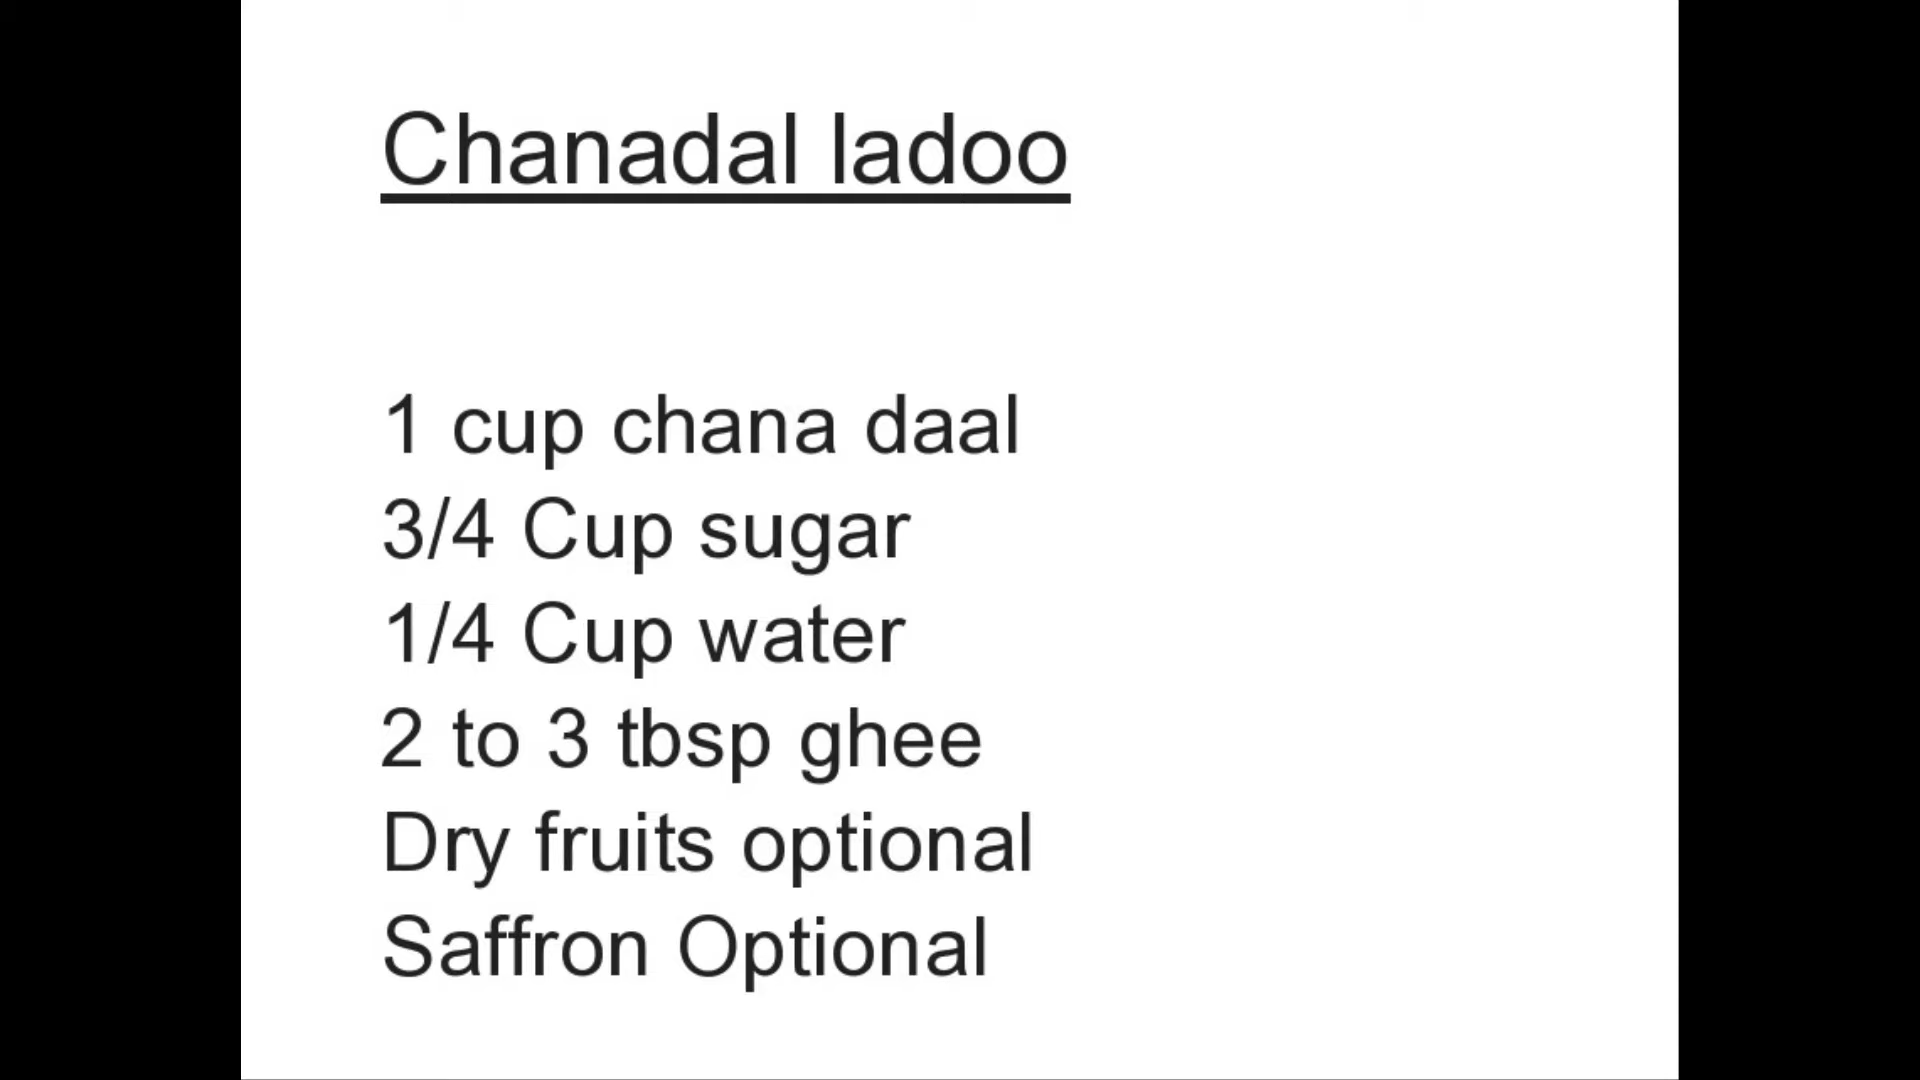 Chanadal ladoo
1 cup chana daal
3/4 Cup sugar
1/4 Cup water
2 to 3 tbsp ghee
Dry fruits optional
Saffron Optional